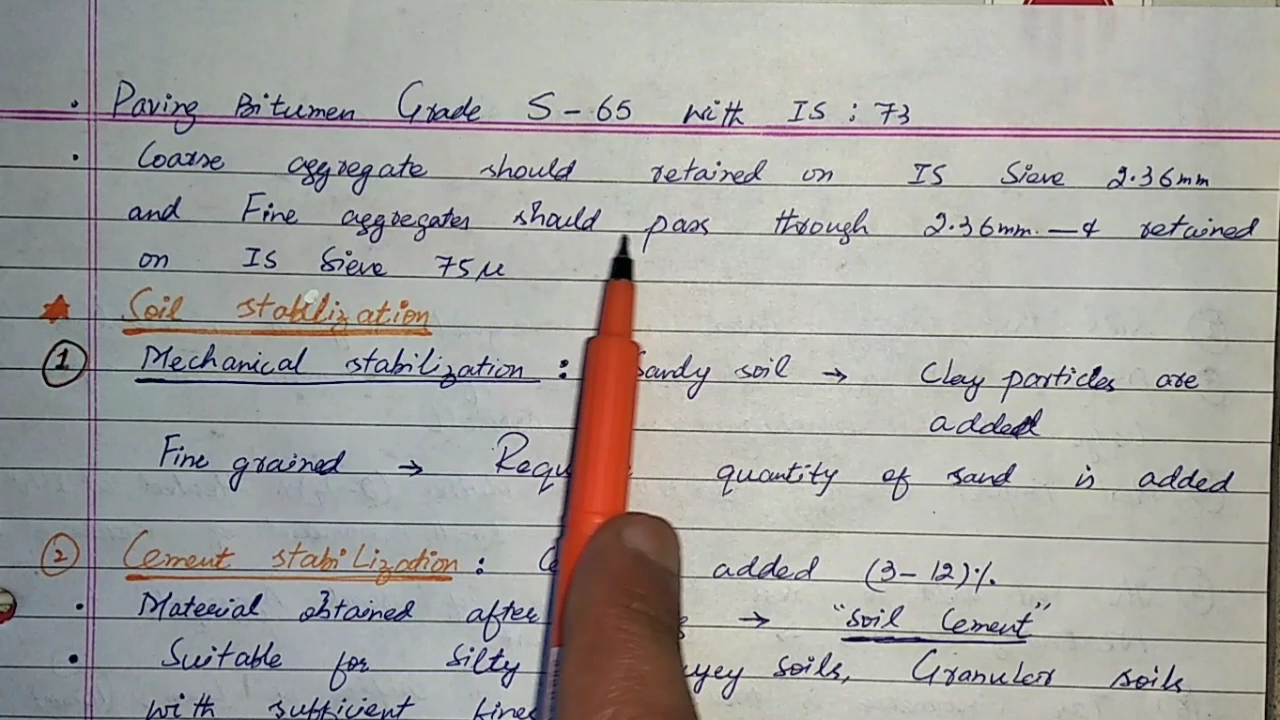 • Paving Bitumen Grade S-65 with IS : 73
• Coarse aggregate should retained on IS Sieve 2.36mm
and Fine aggregates should pass through 2.36mm. — & retained
on IS Sieve 75μ
★ Soil stabilization
① Mechanical stabilization : Sandy soil → Clay particles are
added
Fine grained → quantity of sand is added
② Cement stabilization : added (3-12)%
• Material obtained after → "Soil Cement"
• Suitable for silty soils, Granular soils
with sufficient fines